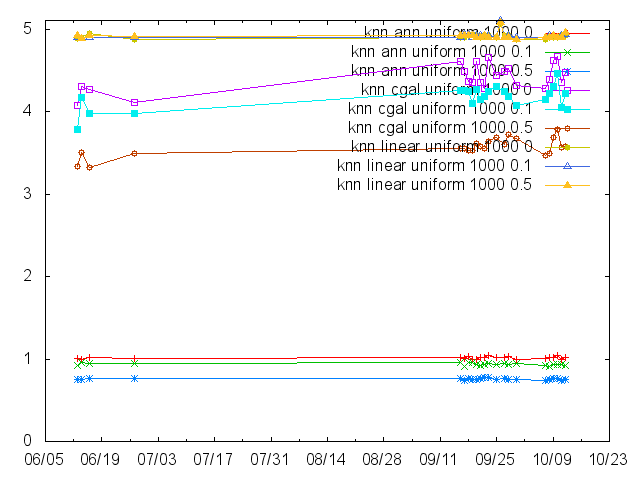 5
4
3
2
1
0
knn ann uniform 1000 0
knn ann uniform 1000 0.1
knn ann uniform 1000 0.5
knn cgal uniform 1000 0
knn cgal uniform 1000 0.1
knn cgal uniform 1000 0.5
knn linear uniform 1000 0
knn linear uniform 1000 0.1
knn linear uniform 1000 0.5
06/05 06/19 07/03 07/17 07/31 08/14 08/28 09/11 09/25 10/09 10/23